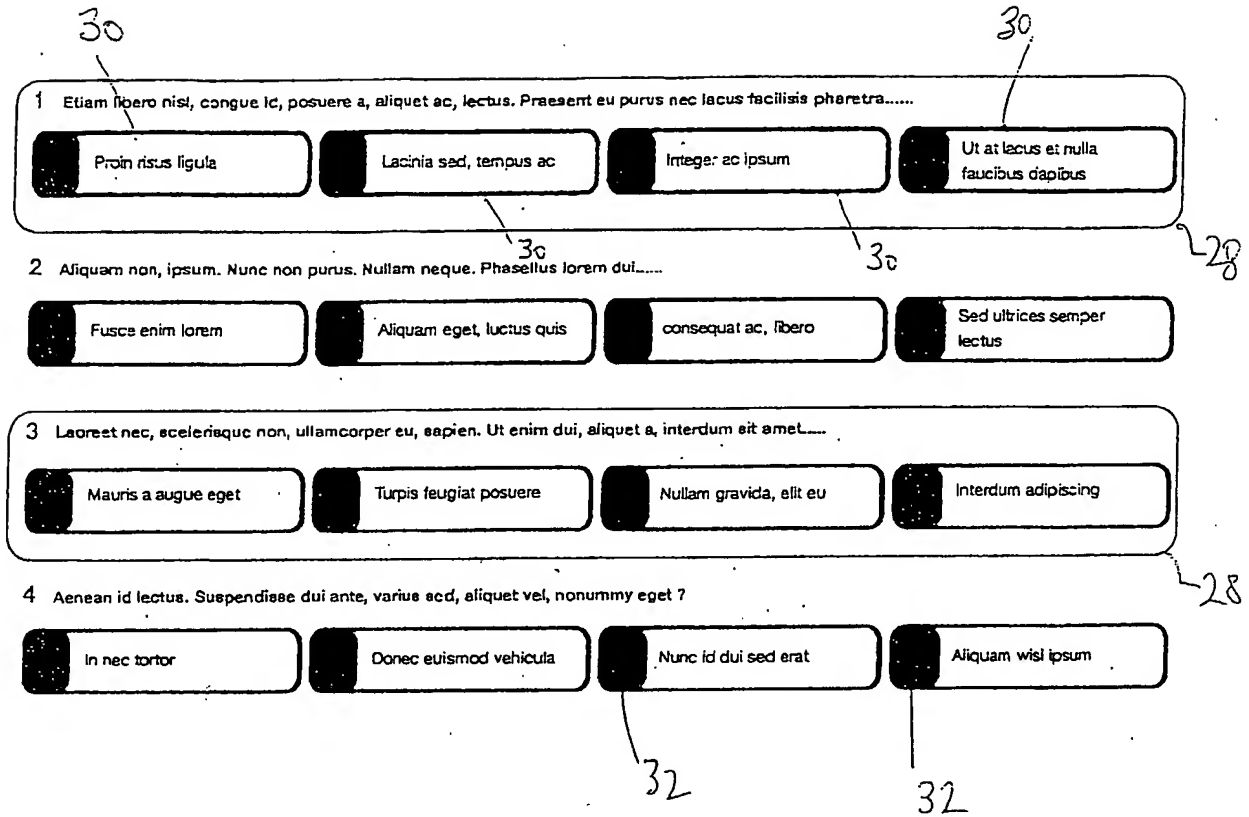 30 30
1 Etiam libero nisl, congue id, posuere a, aliquet ac, lectus. Praesent eu purus nec lacus facilisis pharetra......
Proin risus ligula
Lacinia sed, tempus ac
Integer ac ipsum
Ut at lacus et nulla
faucibus dapibus
30 30 28
2 Aliquam non, ipsum. Nunc non purus. Nullam neque. Phasellus lorem dui......
Fusce enim lorem
Aliquam eget, luctus quis
consequat ac, libero
Sed ultrices semper
lectus
3 Laoreet nec, scelerisque non, ullamcorper eu, sapien. Ut enim dui, aliquet a, interdum sit amet.....
Mauris a augue eget
Turpis feugiat posuere
Nullam gravida, elit eu
Interdum adipiscing
28
4 Aenean id lectus. Suspendisse dui ante, varius sed, aliquet vel, nonummy eget ?
In nec tortor
Donec euismod vehicula
Nunc id dui sed erat
Aliquam wisi ipsum
32 32